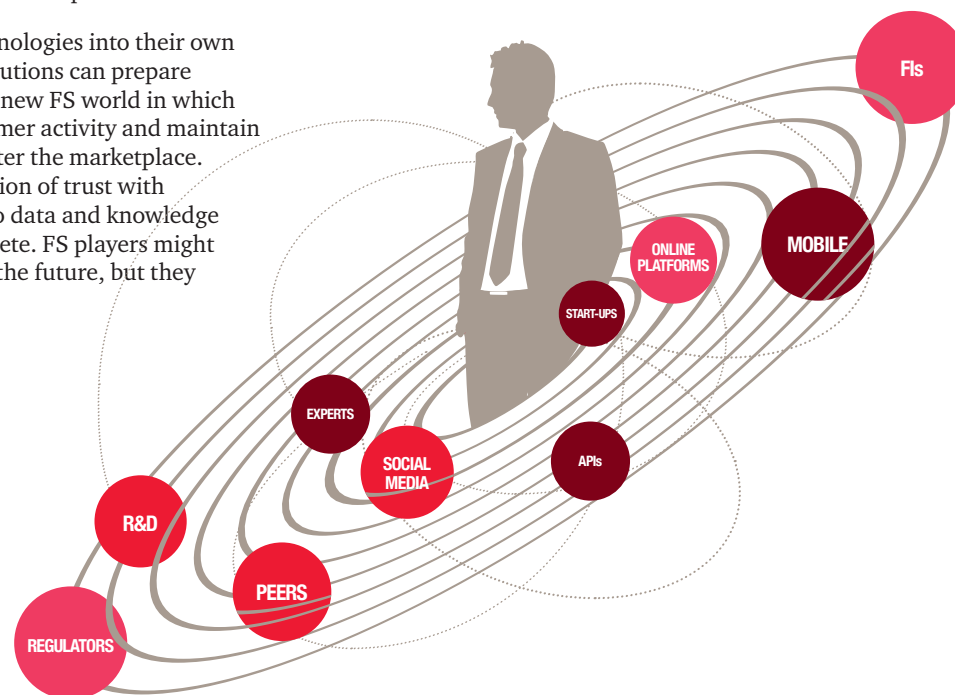 nologies into their own
utions can prepare
new FS world in which
mer activity and maintain
ter the marketplace.
ion of trust with
o data and knowledge
ete. FS players might
the future, but they
FIs
MOBILE
ONLINE
PLATFORMS
START-UPS
EXPERTS
SOCIAL
MEDIA
APIs
R&D
PEERS
REGULATORS